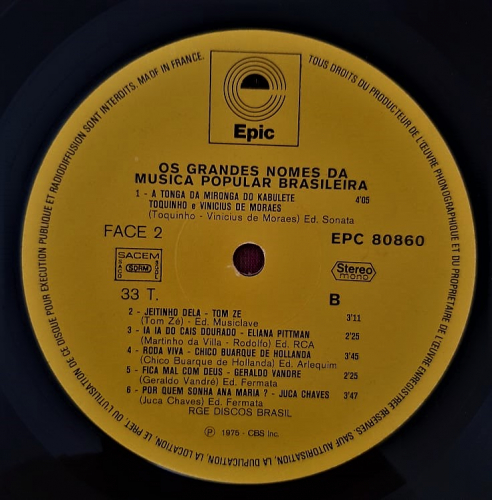 TOUS DROITS DU PRODUCTEUR DE L'ŒUVRE PHONOGRAPHIQUE ET DU PROPRIETAIRE DE L'ŒUVRE ENREGISTREE RESERVES. SAUF AUTORISATION, LA DUPLICATION, LA LOCATION, LE PRET, OU L'UTILISATION DE CE DISQUE POUR EXECUTION PUBLIQUE ET RADIODIFFUSION SONT INTERDITS. MADE IN FRANCE.
Epic
OS GRANDES NOMES DA
MUSICA POPULAR BRASILEIRA
1 - A TONGA DA MIRONGA DO KABULETE 4'05
TOQUINHO e VINICIUS DE MORAES
(Toquinho - Vinicius de Moraes) Ed. Sonata
FACE 2 EPC 80860
SACEM
SACD SDRM SGDL
Stereo
mono
33 T. B
2 - JEITINHO DELA - TOM ZE 3'11
(Tom Zé) - Ed. Musiclave
3 - IA IA DO CAIS DOURADO - ELIANA PITTMAN 2'25
(Martinho da Villa - Rodolfo) Ed. RCA
4 - RODA VIVA - CHICO BUARQUE DE HOLLANDA 3'45
(Chico Buarque de Hollanda) Ed. Arlequim
5 - FICA MAL COM DEUS - GERALDO VANDRE 2'25
(Geraldo Vandré) Ed. Fermata
6 - POR QUEM SONHA ANA MARIA ? - JUCA CHAVES 3'47
(Juca Chaves) Ed. Fermata
RGE DISCOS BRASIL
℗ 1975 - CBS Inc.